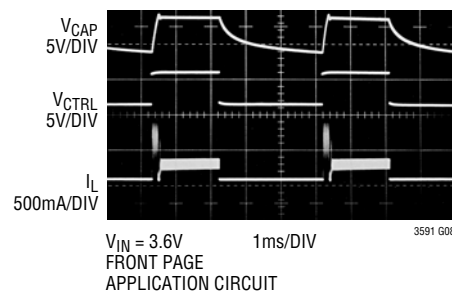 VCAP
5V/DIV
VCTRL
5V/DIV
IL
500mA/DIV
VIN = 3.6V 1ms/DIV 3591 G08
FRONT PAGE
APPLICATION CIRCUIT